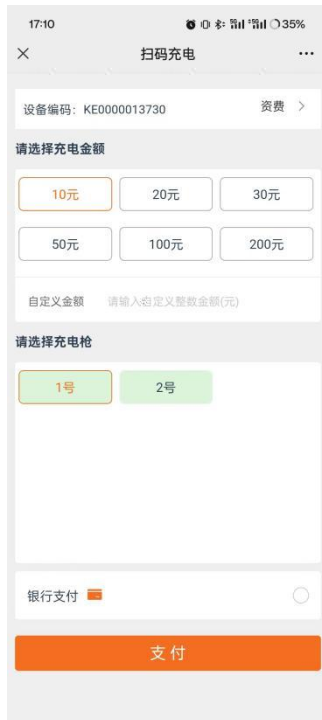 17:10 35%
扫码充电
设备编码：KE0000013730 资费
请选择充电金额
10元 20元 30元
50元 100元 200元
自定义金额 请输入自定义整数金额(元)
请选择充电枪
1号 2号
银行支付
支付